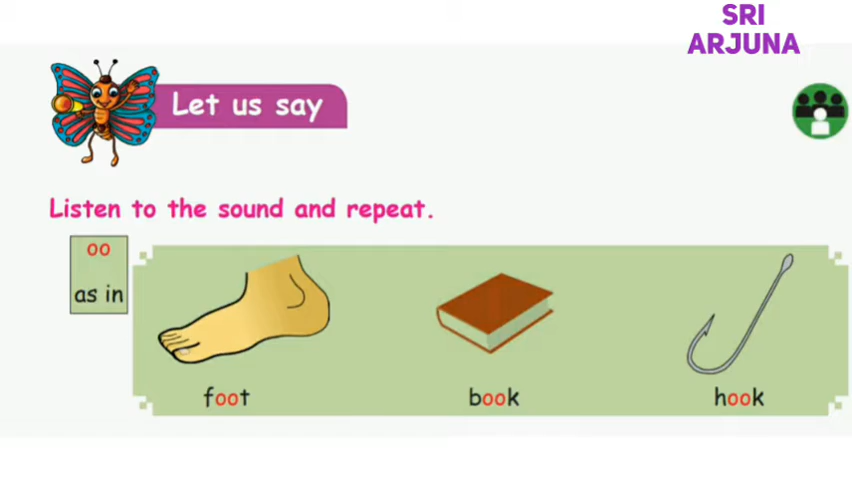 SRI
ARJUNA
Let us say
Listen to the sound and repeat.
oo
as in
foot book hook